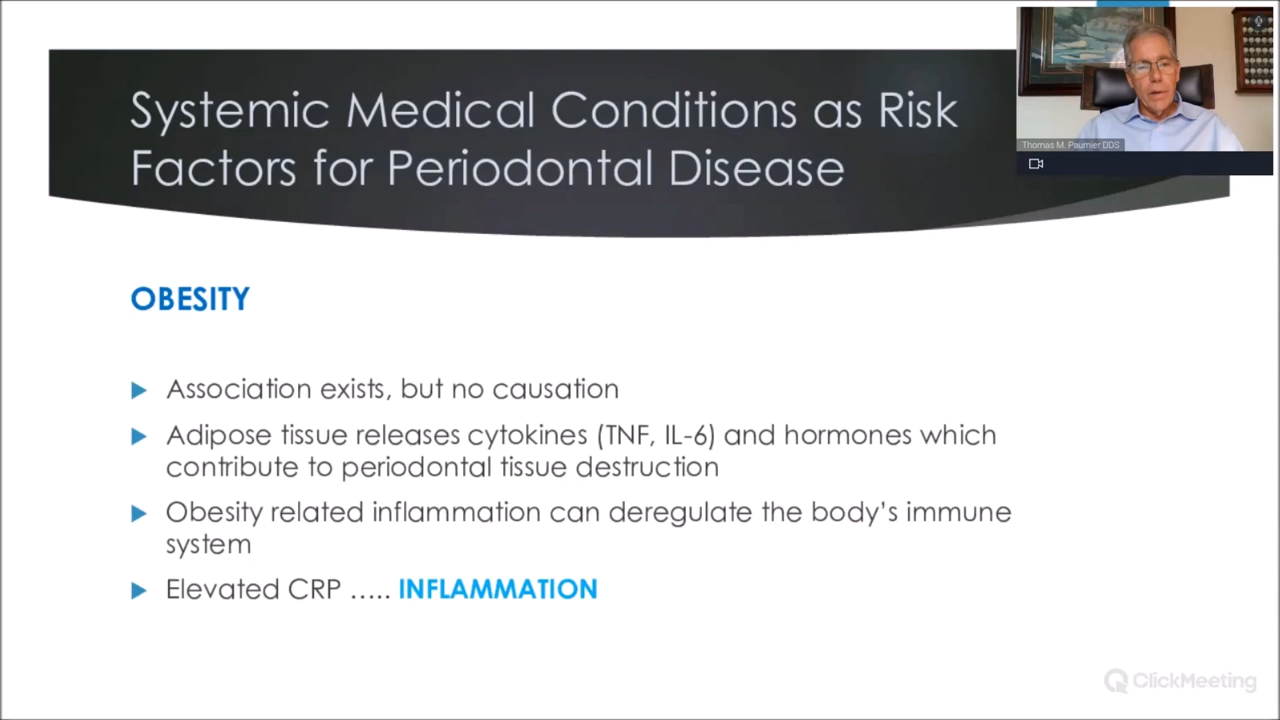 Systemic Medical Conditions as Risk
Factors for Periodontal Disease
Thomas M. Paumier DDS
OBESITY
Association exists, but no causation
Adipose tissue releases cytokines (TNF, IL-6) and hormones which
contribute to periodontal tissue destruction
Obesity related inflammation can deregulate the body’s immune
system
Elevated CRP ..... INFLAMMATION
ClickMeeting